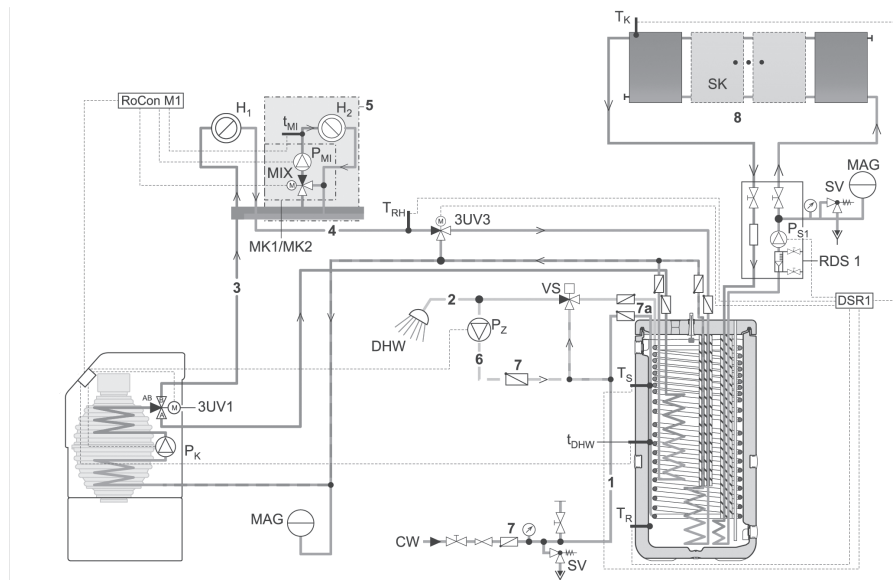 T_K
SK
8
RoCon M1
H₁
H₂
5
t_MI
P_MI
MIX
M
MK1/MK2
4
T_RH
M
3UV3
MAG
SV
P_S1
RDS 1
DSR1
3
2
VS
7a
DHW
P_Z
6
7
T_S
AB
B
A
M
3UV1
P_K
t_DHW
1
T_R
MAG
CW
7
SV